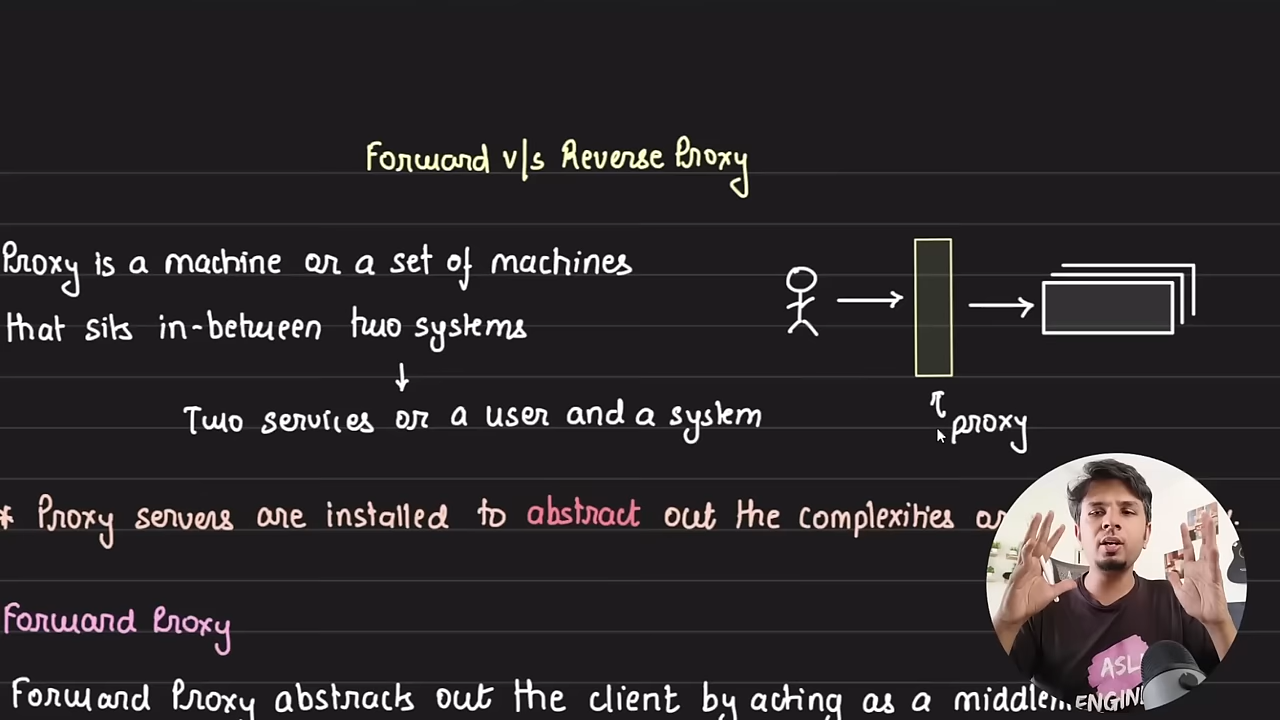 Forward v/s Reverse Proxy
Proxy is a machine or a set of machines
that sits in-between two systems
Two services or a user and a system
proxy
* Proxy servers are installed to abstract out the complexities
Forward Proxy
Forward Proxy abstracts out the client by acting as a
ENGIN